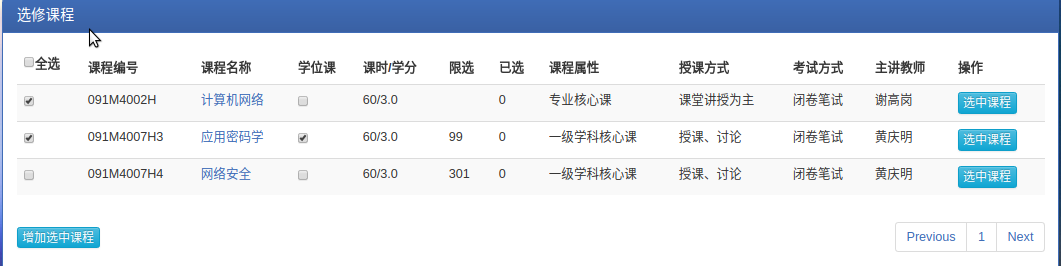 选修课程
全选 课程编号 课程名称 学位课 课时/学分 限选 已选 课程属性 授课方式 考试方式 主讲教师 操作
091M4002H 计算机网络 60/3.0 0 专业核心课 课堂讲授为主 闭卷笔试 谢高岗 选中课程
091M4007H3 应用密码学 60/3.0 99 0 一级学科核心课 授课、讨论 闭卷笔试 黄庆明 选中课程
091M4007H4 网络安全 60/3.0 301 0 一级学科核心课 授课、讨论 闭卷笔试 黄庆明 选中课程
增加选中课程 Previous 1 Next